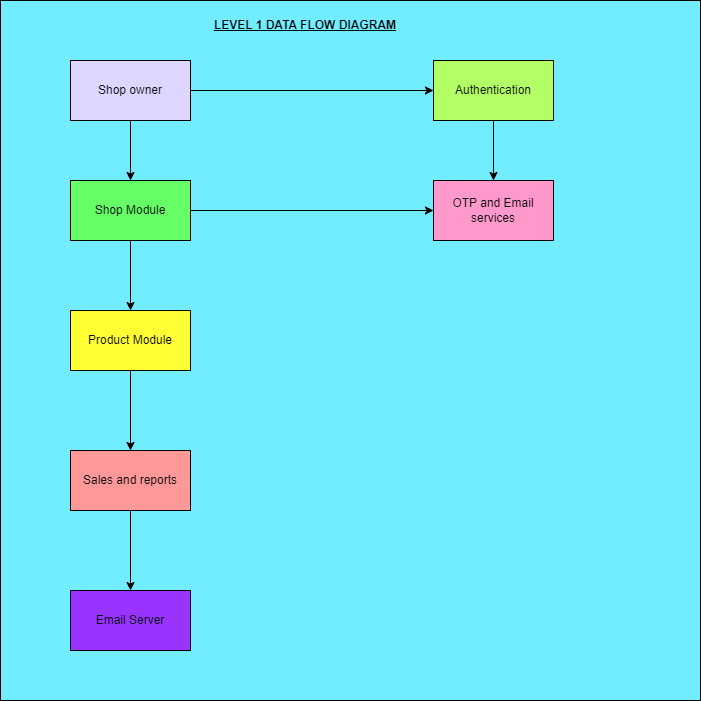 LEVEL 1 DATA FLOW DIAGRAM
Shop owner
Authentication
Shop Module
OTP and Email
services
Product Module
Sales and reports
Email Server